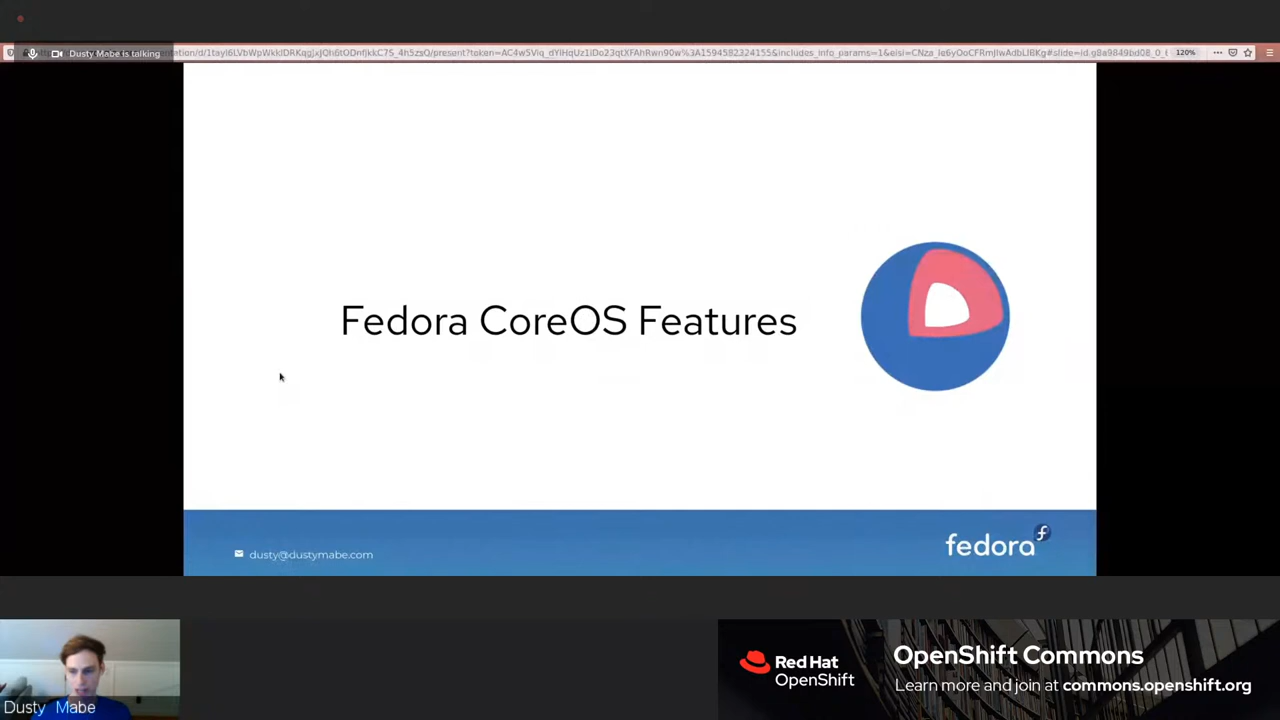 Dusty Mabe is talking
120%
Fedora CoreOS Features
dusty@dustymabe.com
fedora
Dusty Mabe
Red Hat
OpenShift
OpenShift Commons
Learn more and join at commons.openshift.org